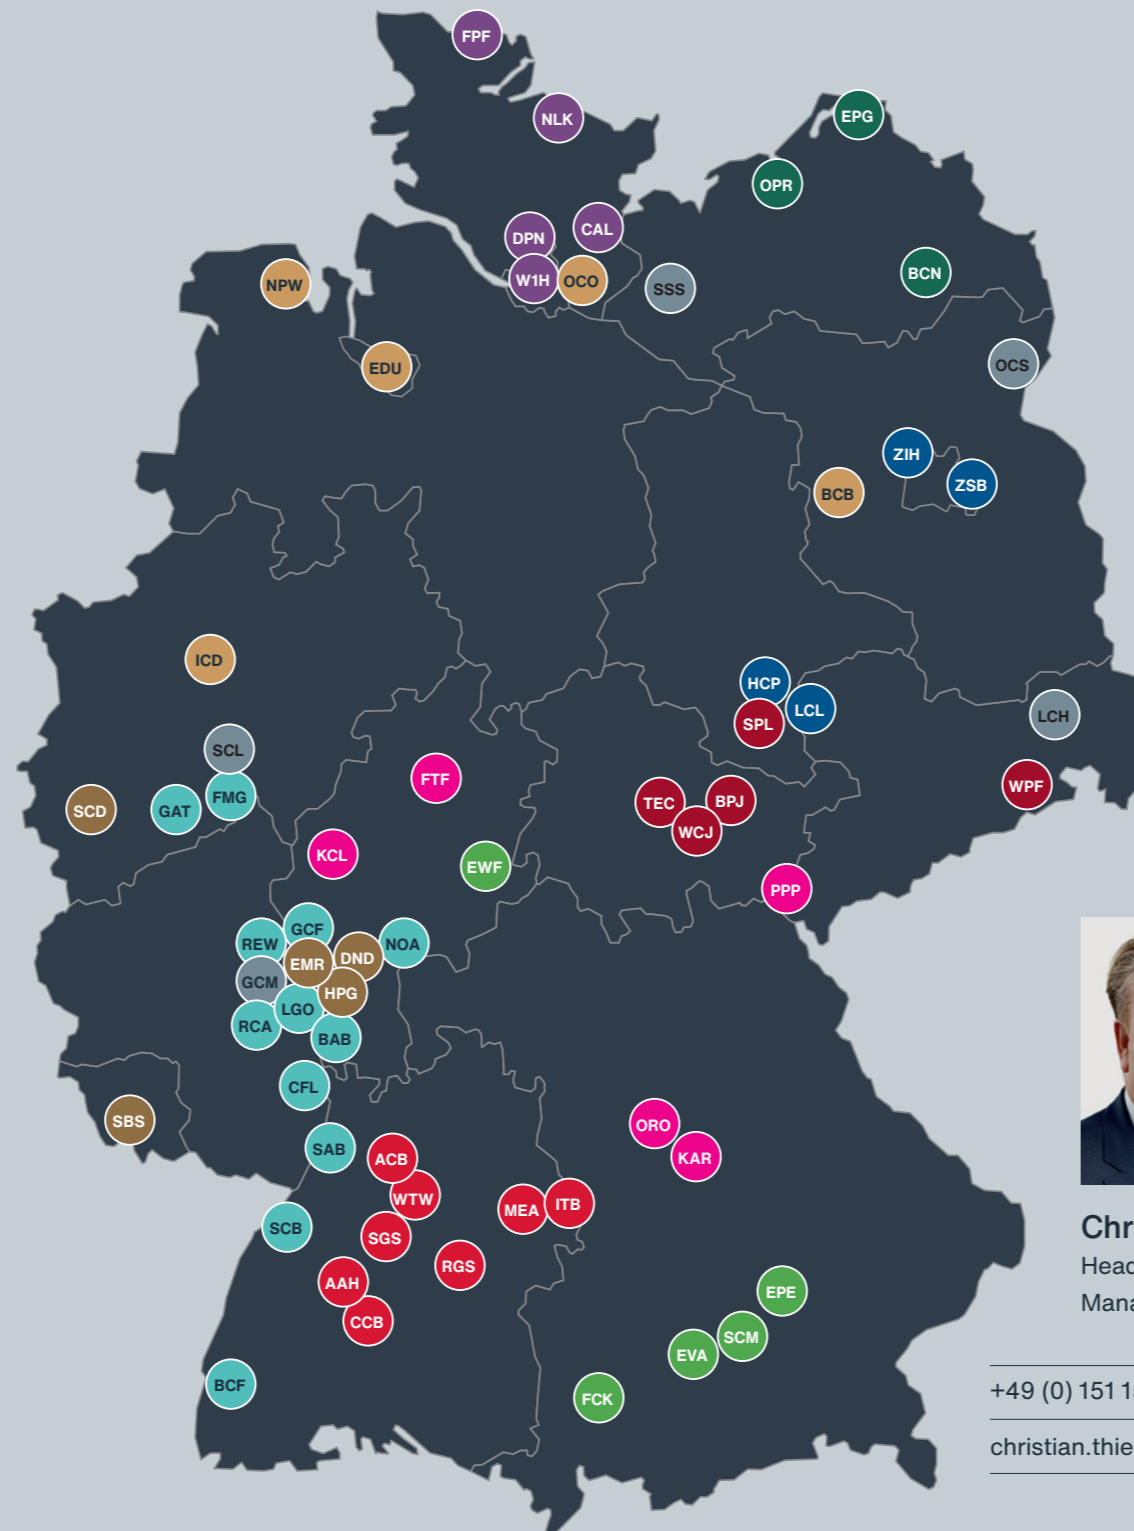 FPF
NLK
EPG
OPR
DPN
CAL
W1H
OCO
SSS
BCN
NPW
EDU
OCS
ZIH
ZSB
BCB
ICD
HCP
LCL
SPL
LCH
SCL
FTF
FMG
GAT
SCD
TEC
BPJ
WCJ
WPF
KCL
EWF
PPP
GCF
REW
EMR
DND
NOA
GCM
HPG
LGO
RCA
BAB
CFL
SBS
SAB
ACB
ORO
KAR
WTW
MEA
ITB
SCB
SGS
RGS
AAH
CCB
EPE
SCM
EVA
BCF
FCK
Chr
Head
Mana
+49 (0) 151 1
christian.thie